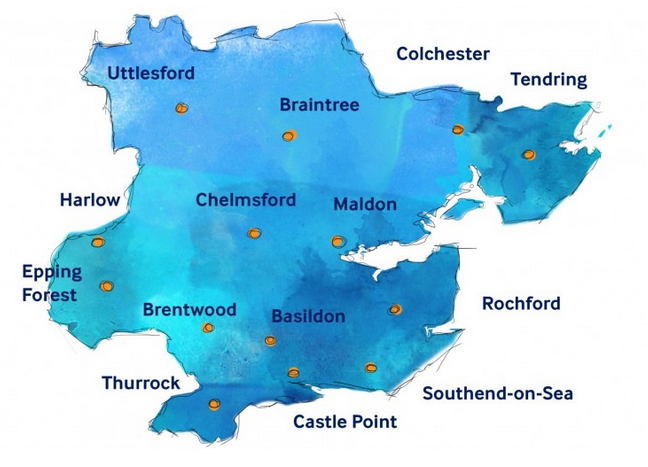 Colchester
Uttlesford
Tendring
Braintree
Harlow
Chelmsford
Maldon
Epping
Forest
Brentwood
Basildon
Rochford
Thurrock
Southend-on-Sea
Castle Point